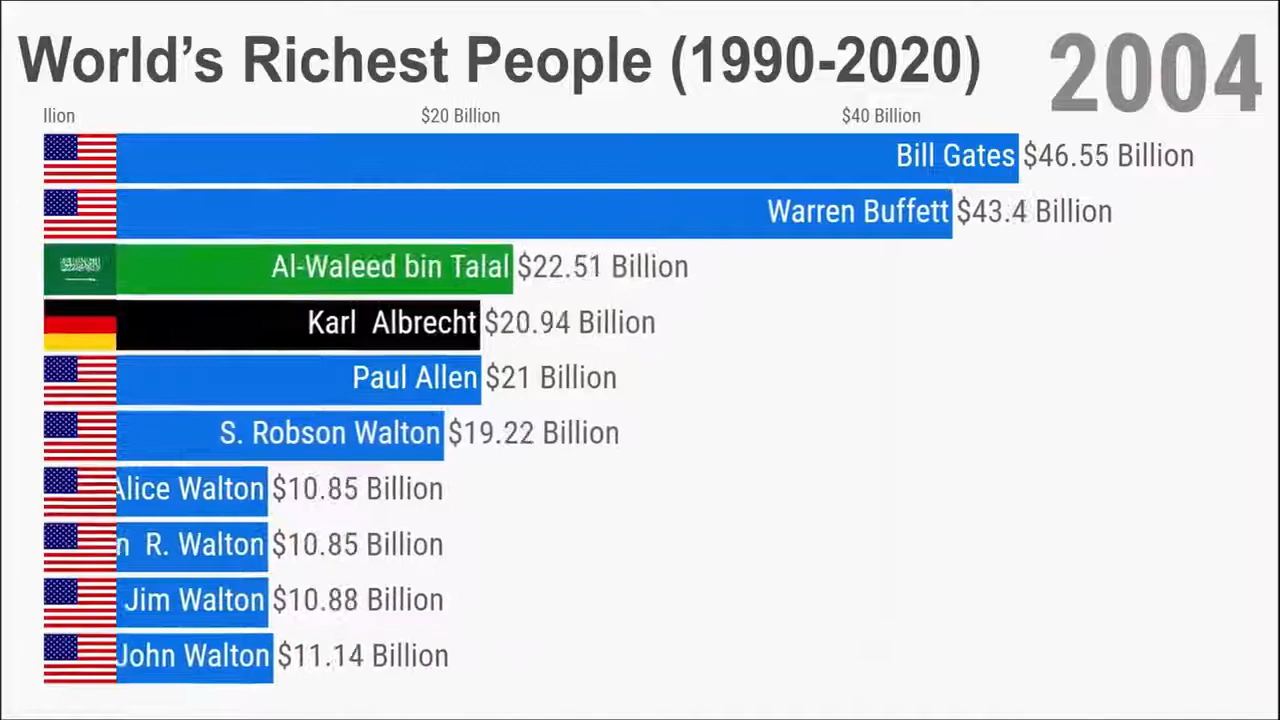 World's Richest People (1990-2020) 2004
llion $20 Billion $40 Billion
Bill Gates $46.55 Billion
Warren Buffett $43.4 Billion
Al-Waleed bin Talal $22.51 Billion
Karl Albrecht $20.94 Billion
Paul Allen $21 Billion
S. Robson Walton $19.22 Billion
Alice Walton $10.85 Billion
R. Walton $10.85 Billion
Jim Walton $10.88 Billion
John Walton $11.14 Billion